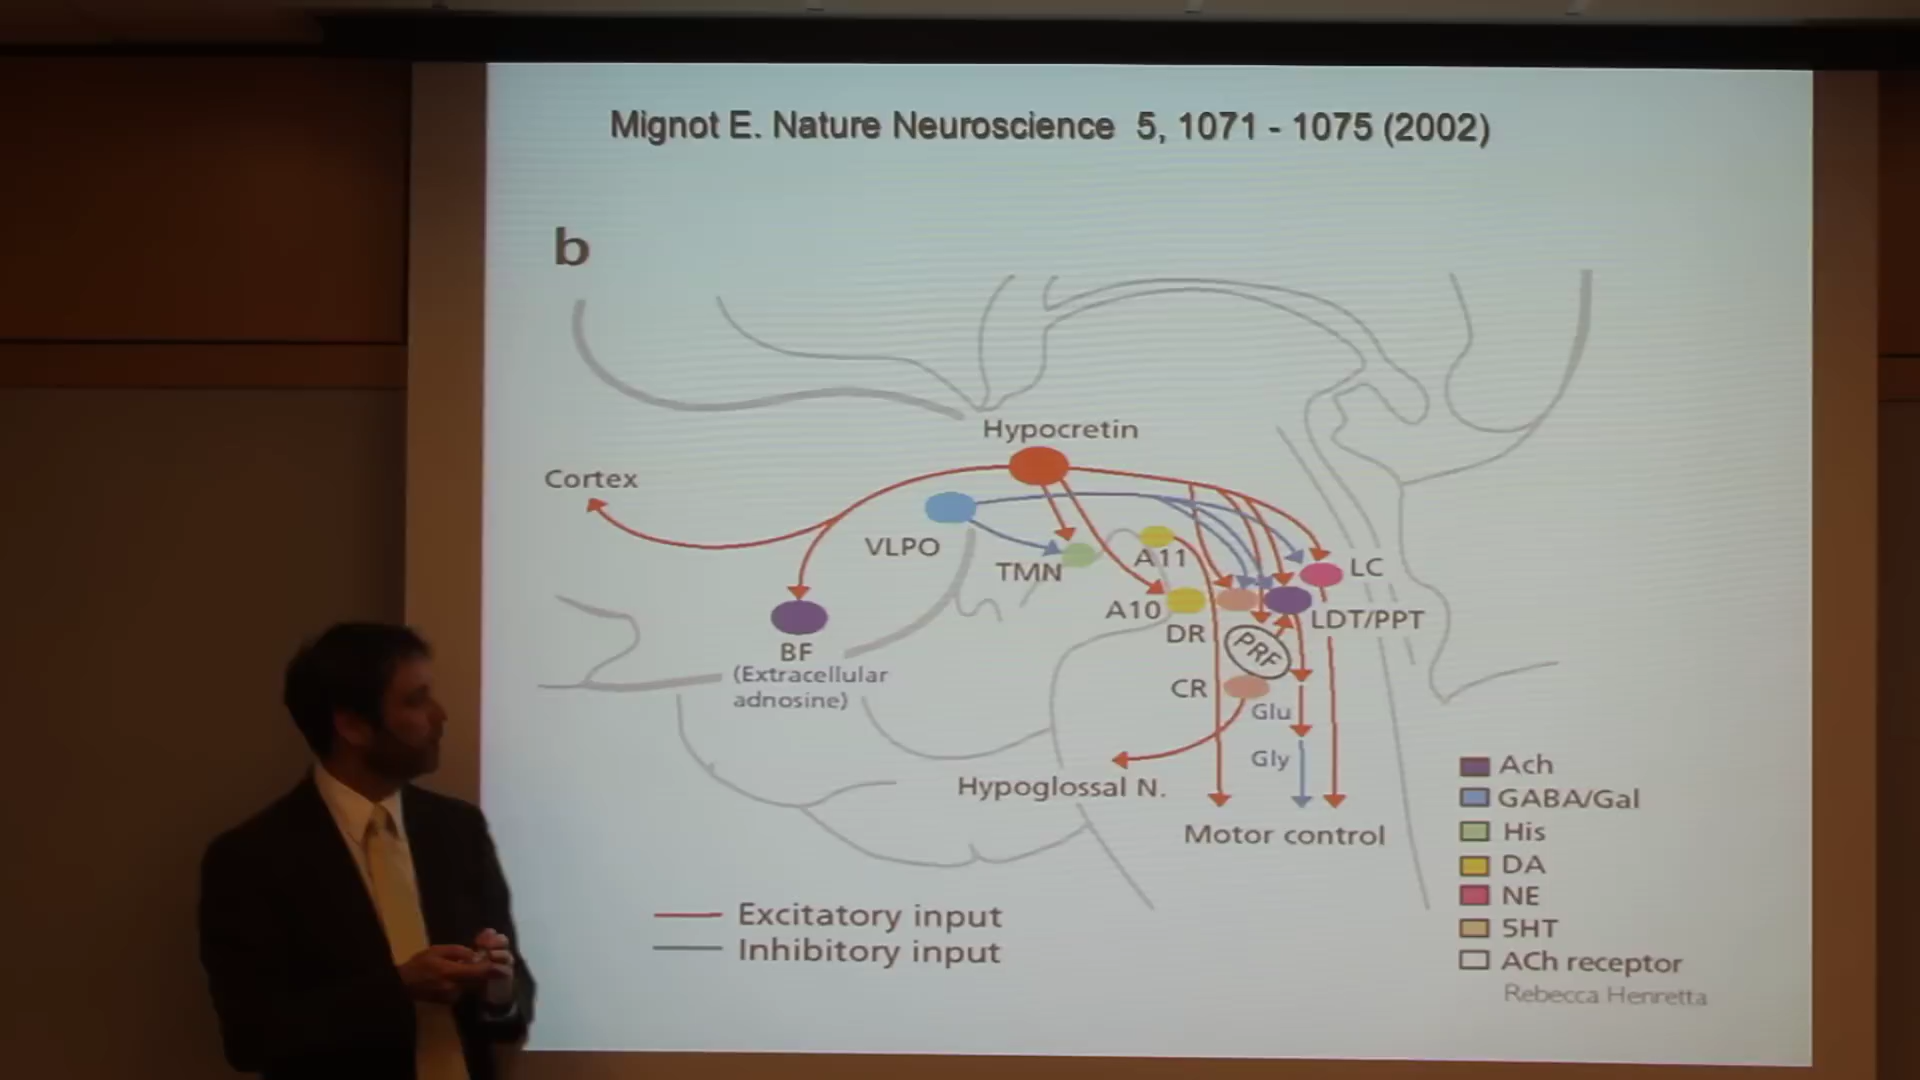 Mignot E. Nature Neuroscience 5, 1071 - 1075 (2002)
b
Hypocretin
Cortex
VLPO
TMN
A11
LC
A10
LDT/PPT
DR
PRF
BF
(Extracellular
adnosine)
CR
Glu
Gly
Hypoglossal N.
Motor control
Ach
GABA/Gal
His
DA
NE
5HT
ACh receptor
Rebecca Henretta
Excitatory input
Inhibitory input